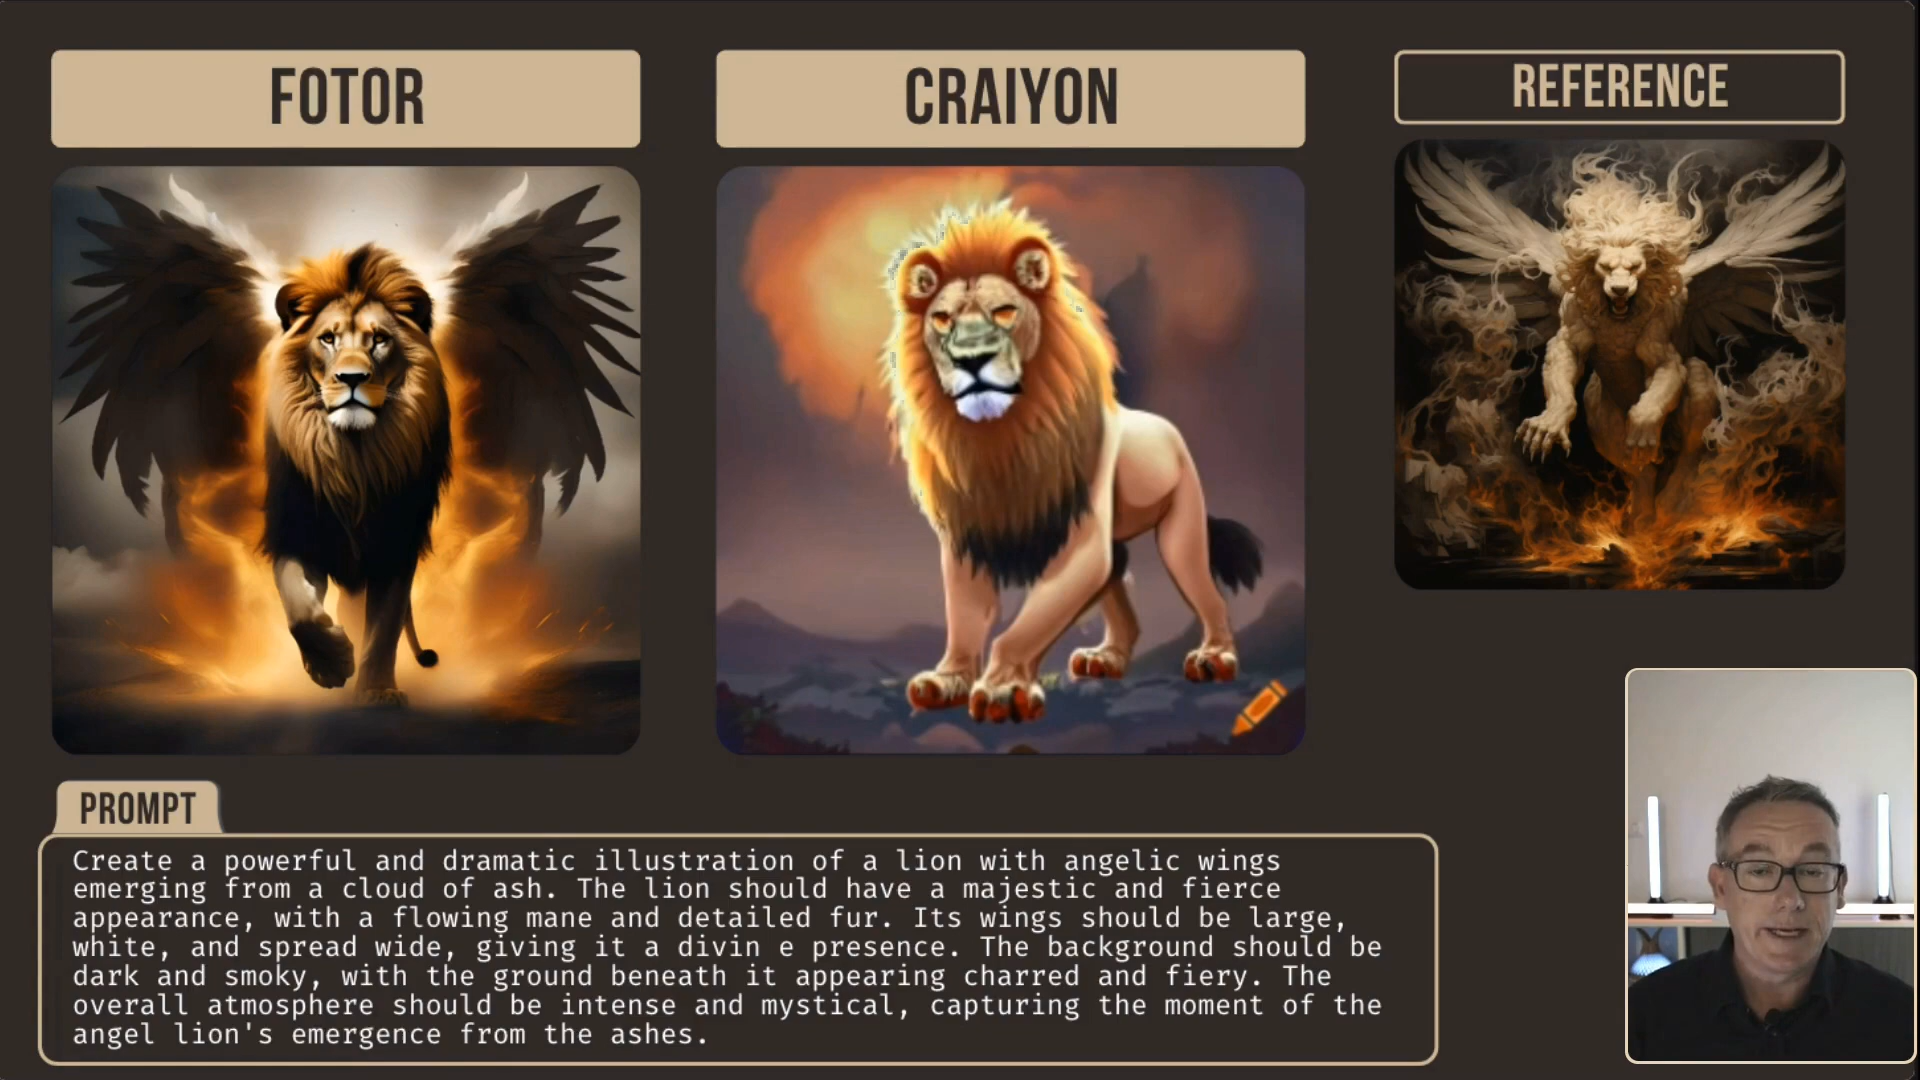 FOTOR
CRAIYON
REFERENCE
PROMPT
Create a powerful and dramatic illustration of a lion with angelic wings
emerging from a cloud of ash. The lion should have a majestic and fierce
appearance, with a flowing mane and detailed fur. Its wings should be large,
white, and spread wide, giving it a divin e presence. The background should be
dark and smoky, with the ground beneath it appearing charred and fiery. The
overall atmosphere should be intense and mystical, capturing the moment of the
angel lion's emergence from the ashes.